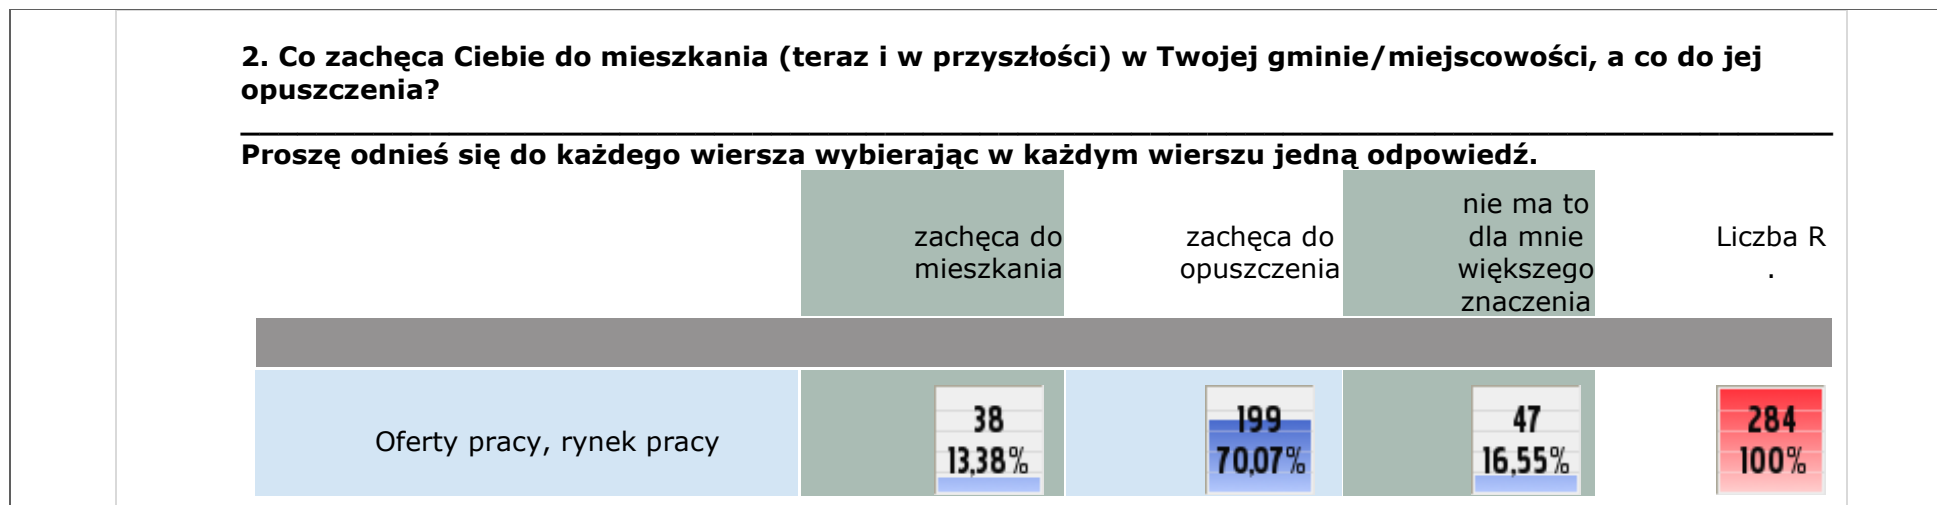 2. Co zachęca Ciebie do mieszkania (teraz i w przyszłości) w Twojej gminie/miejscowości, a co do jej
opuszczenia?
Proszę odnieś się do każdego wiersza wybierając w każdym wierszu jedną odpowiedź.
zachęca do
mieszkania
zachęca do
opuszczenia
nie ma to
dla mnie
większego
znaczenia
Liczba R
.
Oferty pracy, rynek pracy
38
13,38%
199
70,07%
47
16,55%
284
100%